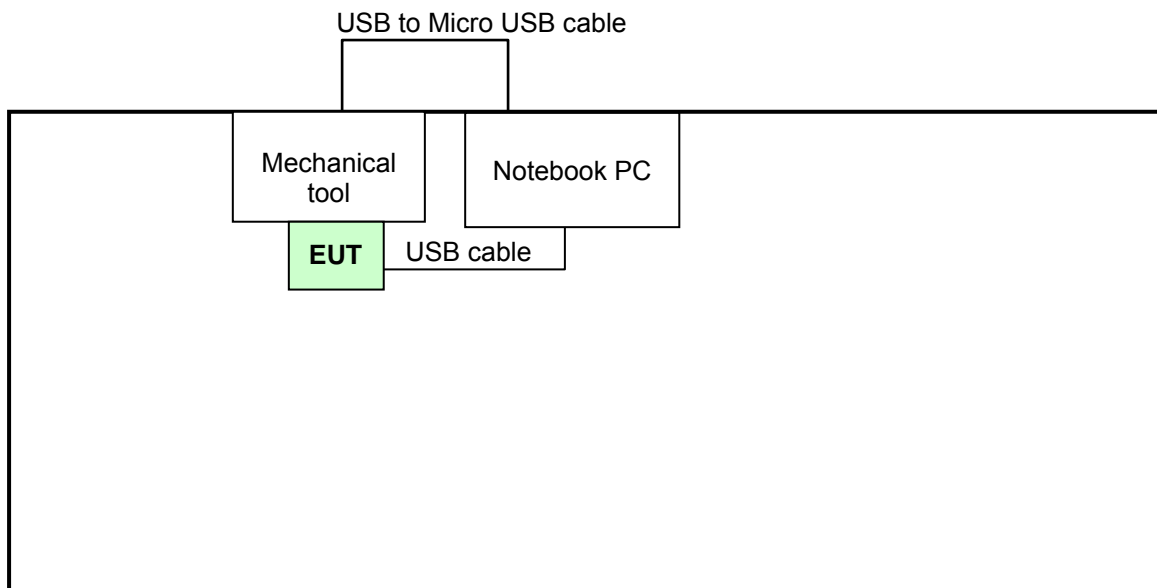 USB to Micro USB cable
Mechanical
tool
Notebook PC
EUT
USB cable